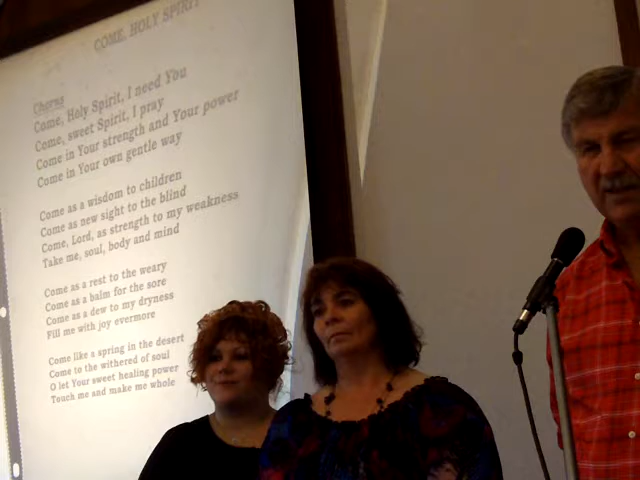 COME, HOLY SPIRIT
Chorus
Come, Holy Spirit, I need You
Come, sweet Spirit, I pray
Come in Your strength and Your power
Come in Your own gentle way
Come as a wisdom to children
Come as new sight to the blind
Come, Lord, as strength to my weakness
Take me, soul, body and mind
Come as a rest to the weary
Come as a balm for the sore
Come as a dew to my dryness
Fill me with joy evermore
Come like a spring in the desert
Come to the withered of soul
O let Your sweet healing power
Touch me and make me whole